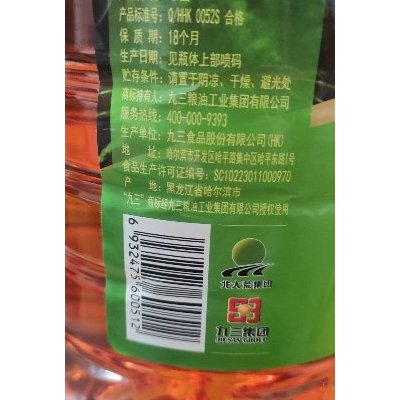 产品标准号: Q/HHK 0052S 合格
保 质 期: 18个月
生产日期: 见瓶体上部喷码
贮存条件: 请置于阴凉、干燥、避光处
商标持有人: 九三粮油工业集团有限公司
服务热线: 400-000-9393
生产单位: 九三食品股份有限公司(HK)
地 址: 哈尔滨市开发区哈平路集中区哈平东路1号
食品生产许可证编号: SC10223011000970
产 地: 黑龙江省哈尔滨市
"九三"商标经九三粮油工业集团有限公司授权使用
6 932475 600512
北大荒集团
九三集团
JIUSAN GROUP